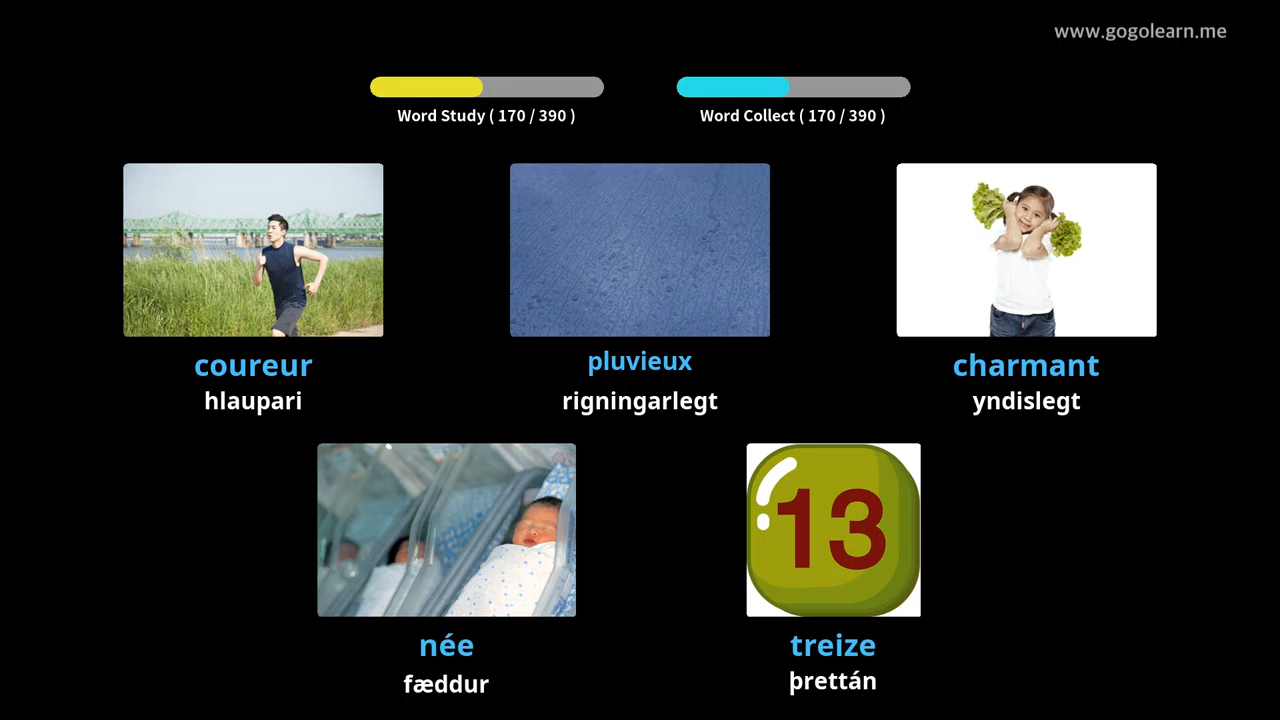 www.gogolearn.me
Word Study ( 170 / 390 )
Word Collect ( 170 / 390 )
coureur
hlaupari
pluvieux
rigningarlegt
charmant
yndislegt
13
née
fæddur
treize
þrettán